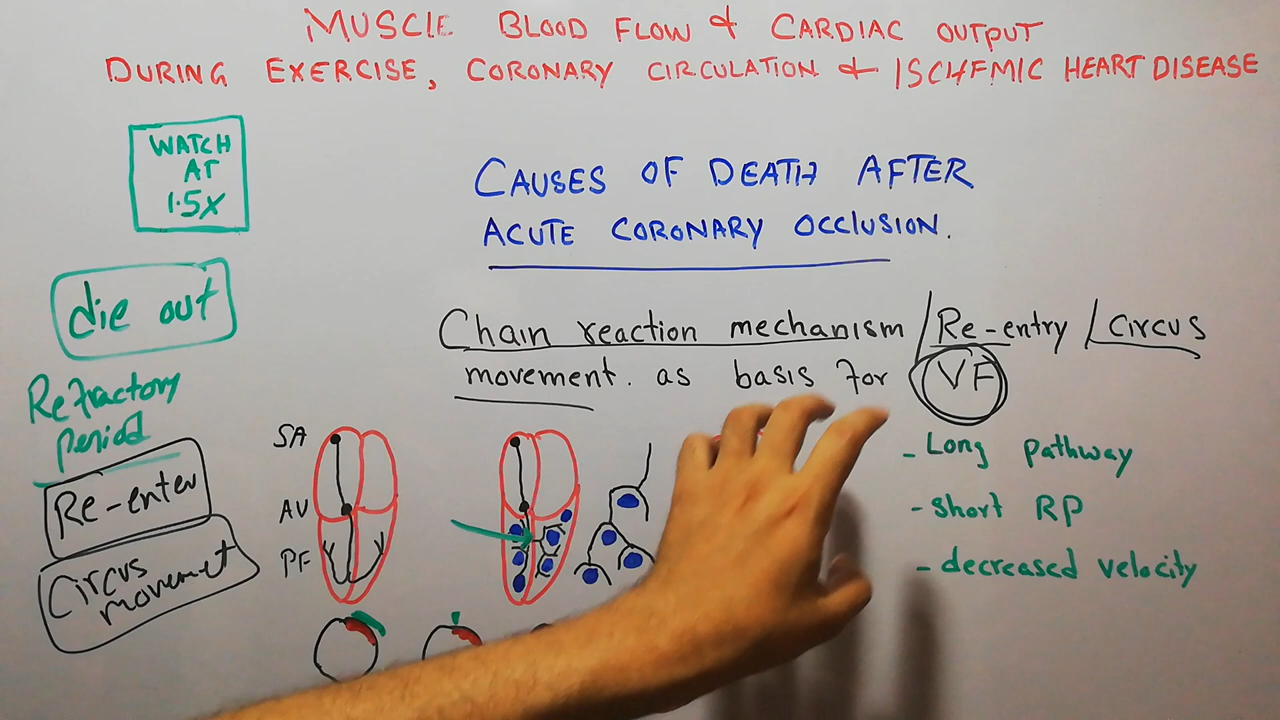 MUSCLE BLOOD FLOW & CARDIAC OUTPUT
DURING EXERCISE, CORONARY CIRCULATION & ISCHEMIC HEART DISEASE
WATCH
AT
1.5X
CAUSES OF DEATH AFTER
ACUTE CORONARY OCCLUSION.
die out
Chain reaction mechanism / Re-entry / Circus
movement. as basis for VF
Refractory
period
Re-enter
Circus
movemet
SA
AV
PF
- Long pathway
- Short RP
- decreased velocity